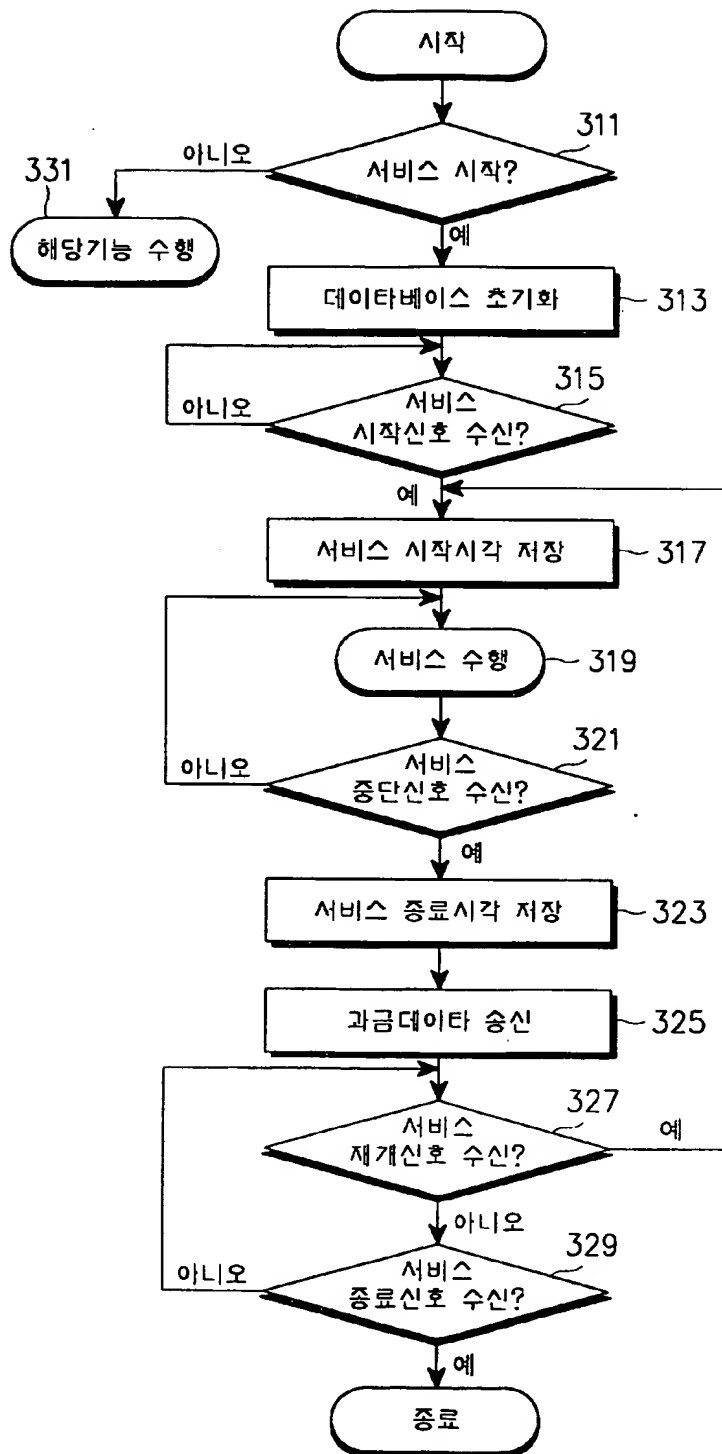 시작
311
아니오
서비스 시작?
331
해당기능 수행
예
데이타베이스 초기화
313
315
아니오
서비스
시작신호 수신?
예
서비스 시작시각 저장
317
서비스 수행
319
321
아니오
서비스
중단신호 수신?
예
서비스 종료시각 저장
323
과금데이타 송신
325
327
서비스
재개신호 수신?
예
아니오
329
아니오
서비스
종료신호 수신?
예
종료